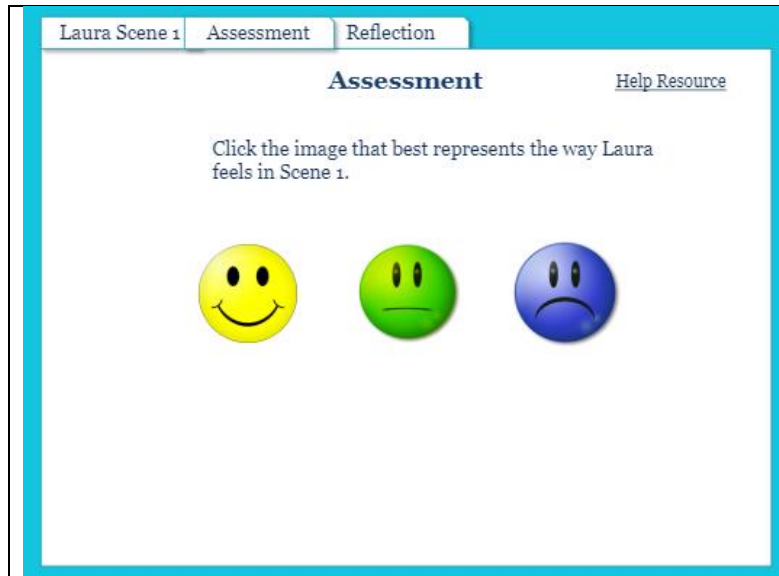 Laura Scene 1 Assessment Reflection
Assessment Help Resource
Click the image that best represents the way Laura
feels in Scene 1.